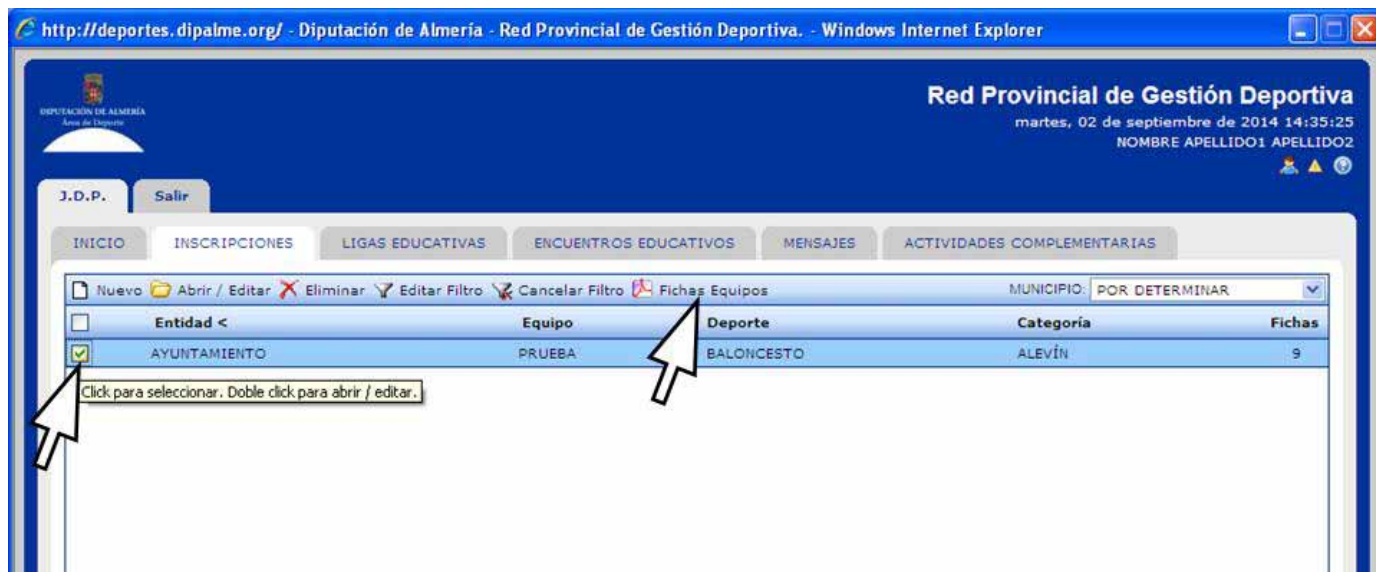 http://deportes.dipalme.org/ - Diputación de Almería - Red Provincial de Gestión Deportiva. - Windows Internet Explorer
DIPUTACIÓN DE ALMERÍA
Área de Deporte
Red Provincial de Gestión Deportiva
martes, 02 de septiembre de 2014 14:35:25
NOMBRE APELLIDO1 APELLIDO2
J.D.P. Salir
INICIO INSCRIPCIONES LIGAS EDUCATIVAS ENCUENTROS EDUCATIVOS MENSAJES ACTIVIDADES COMPLEMENTARIAS
Nuevo Abrir / Editar Eliminar Editar Filtro Cancelar Filtro Fichas Equipos MUNICIPIO: POR DETERMINAR
Entidad < Equipo Deporte Categoría Fichas
AYUNTAMIENTO PRUEBA BALONCESTO ALEVÍN 9
Click para seleccionar. Doble click para abrir / editar.